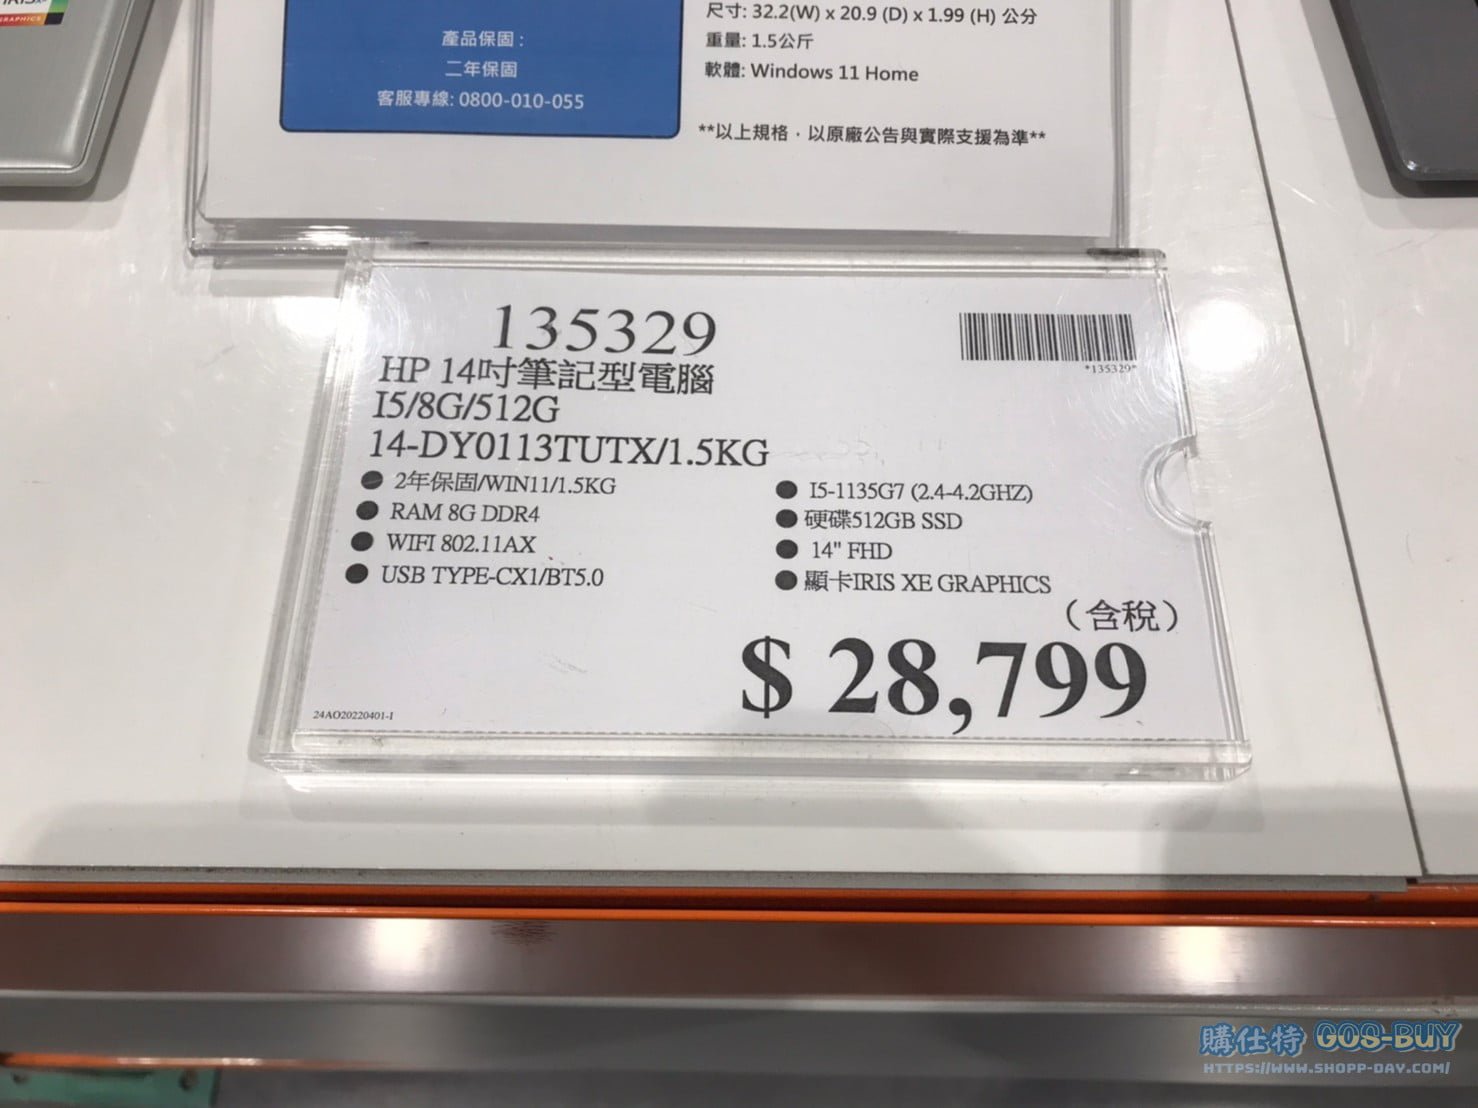 GRAPHICS
產品保固:
二年保固
客服專線: 0800-010-055
尺寸: 32.2(W) x 20.9 (D) x 1.99 (H) 公分
重量: 1.5公斤
軟體: Windows 11 Home
**以上規格，以原廠公告與實際支援為準**
135329
*135329*
HP 14吋筆記型電腦
I5/8G/512G
14-DY0113TUTX/1.5KG
2年保固/WIN11/1.5KG
RAM 8G DDR4
WIFI 802.11AX
USB TYPE-CX1/BT5.0
I5-1135G7 (2.4-4.2GHZ)
硬碟512GB SSD
14" FHD
顯卡IRIS XE GRAPHICS
（含稅）
$ 28,799
24AO20220401-1
購仕特 GOS-BUY
HTTPS://WWW.SHOPP-DAY.COM/